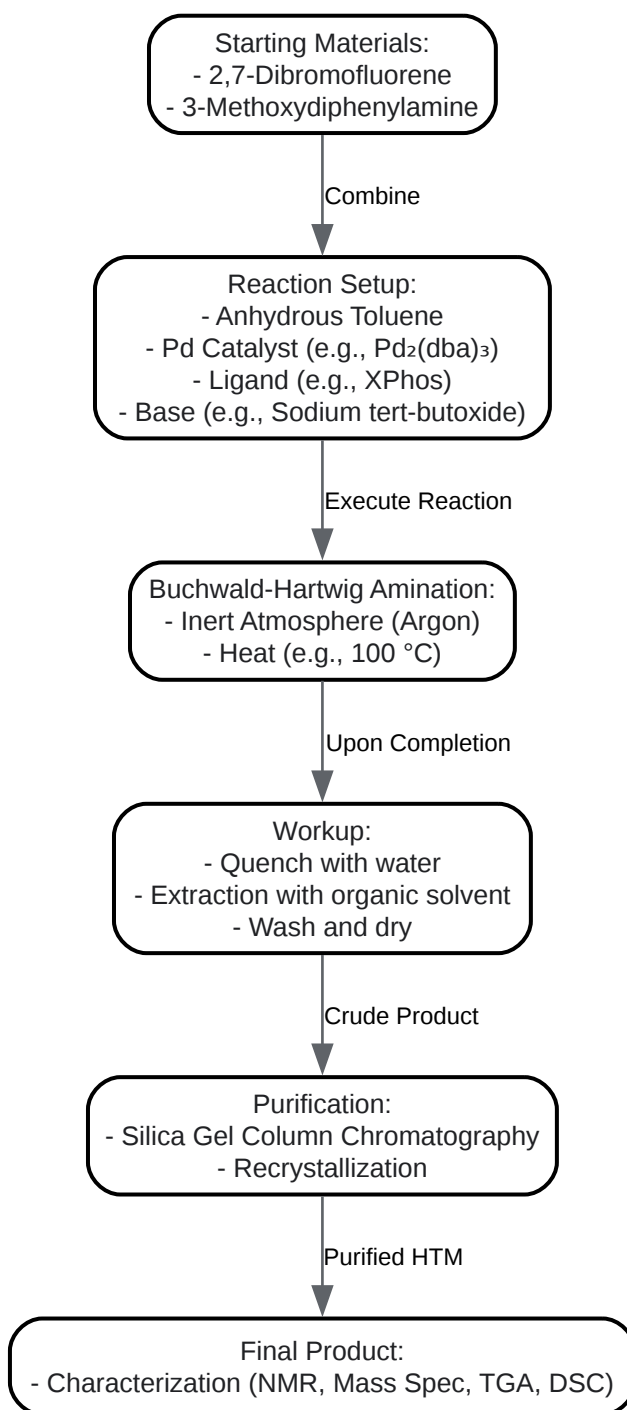 Starting Materials:
- 2,7-Dibromofluorene
- 3-Methoxydiphenylamine
Combine
Reaction Setup:
- Anhydrous Toluene
- Pd Catalyst (e.g., Pd₂(dba)₃)
- Ligand (e.g., XPhos)
- Base (e.g., Sodium tert-butoxide)
Execute Reaction
Buchwald-Hartwig Amination:
- Inert Atmosphere (Argon)
- Heat (e.g., 100 °C)
Upon Completion
Workup:
- Quench with water
- Extraction with organic solvent
- Wash and dry
Crude Product
Purification:
- Silica Gel Column Chromatography
- Recrystallization
Purified HTM
Final Product:
- Characterization (NMR, Mass Spec, TGA, DSC)